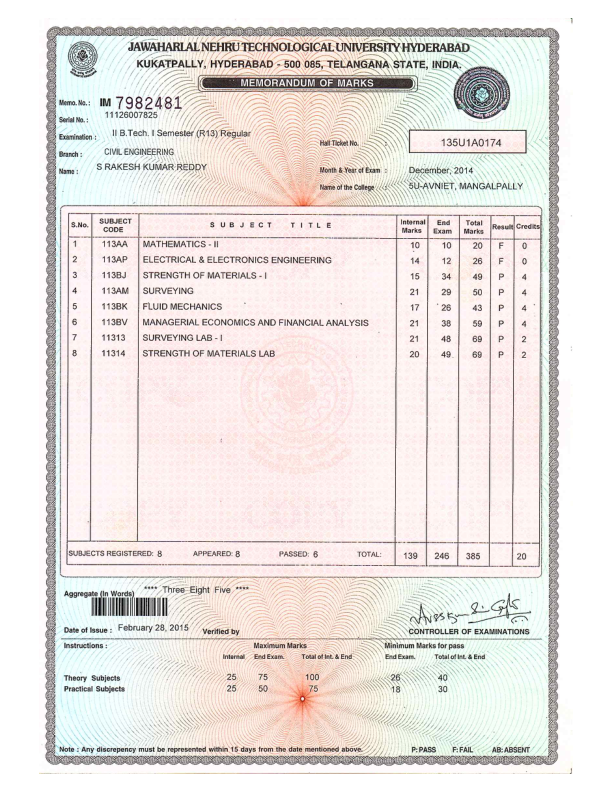 JAWAHARLAL NEHRU TECHNOLOGICAL UNIVERSITY HYDERABAD
KUKATPALLY, HYDERABAD - 500 085, TELANGANA STATE, INDIA.
MEMORANDUM OF MARKS
Memo. No.: IM 7982481
Serial No. : 11126007825
Examination : II B.Tech. I Semester (R13) Regular
Hall Ticket No. : 135U1A0174
Branch : CIVIL ENGINEERING
Name : S RAKESH KUMAR REDDY Month & Year of Exam : December, 2014
Name of the College : 5U-AVNIET, MANGALPALLY
S.No. SUBJECT CODE SUBJECT TITLE Internal Marks End Exam Total Marks Result Credits
1 113AA MATHEMATICS - II 10 10 20 F 0
2 113AP ELECTRICAL & ELECTRONICS ENGINEERING 14 12 26 F 0
3 113BJ STRENGTH OF MATERIALS - I 15 34 49 P 4
4 113AM SURVEYING 21 29 50 P 4
5 113BK FLUID MECHANICS 17 26 43 P 4
6 113BV MANAGERIAL ECONOMICS AND FINANCIAL ANALYSIS 21 38 59 P 4
7 11313 SURVEYING LAB - I 21 48 69 P 2
8 11314 STRENGTH OF MATERIALS LAB 20 49 69 P 2
SUBJECTS REGISTERED: 8 APPEARED: 8 PASSED: 6 TOTAL: 139 246 385 20
Aggregate (In Words) **** Three Eight Five ****
Date of Issue : February 28, 2015 Verified by CONTROLLER OF EXAMINATIONS
Instructions : Maximum Marks Minimum Marks for pass
Internal End Exam. Total of Int. & End End Exam. Total of Int. & End
Theory Subjects 25 75 100 26 40
Practical Subjects 25 50 75 18 30
Note : Any discrepency must be represented within 15 days from the date mentioned above. P: PASS F: FAIL AB: ABSENT